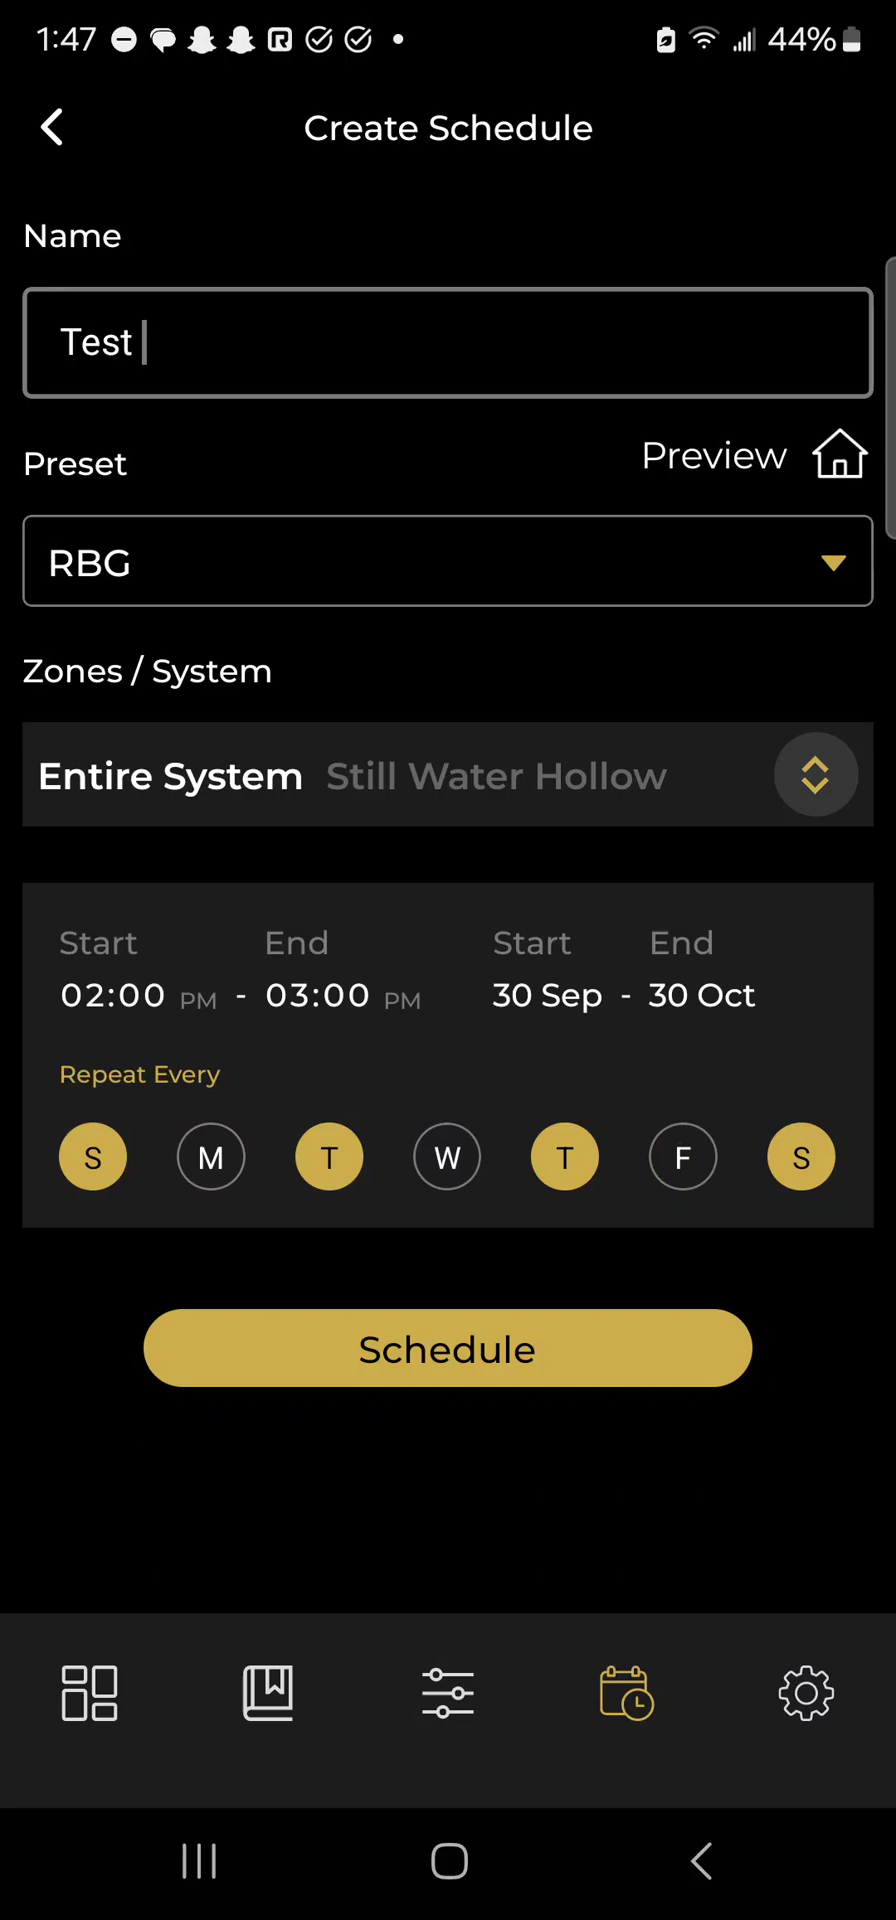 1:47 44%
Create Schedule
Name
Test
Preset Preview
RBG
Zones / System
Entire System Still Water Hollow
Start End Start End
02:00 PM - 03:00 PM 30 Sep - 30 Oct
Repeat Every
S M T W T F S
Schedule